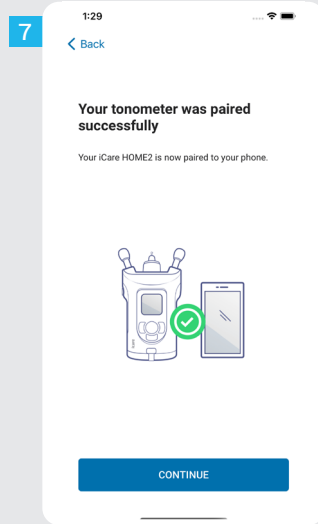 7
1:29
Back
Your tonometer was paired
successfully
Your iCare HOME2 is now paired to your phone.
iCare
CONTINUE